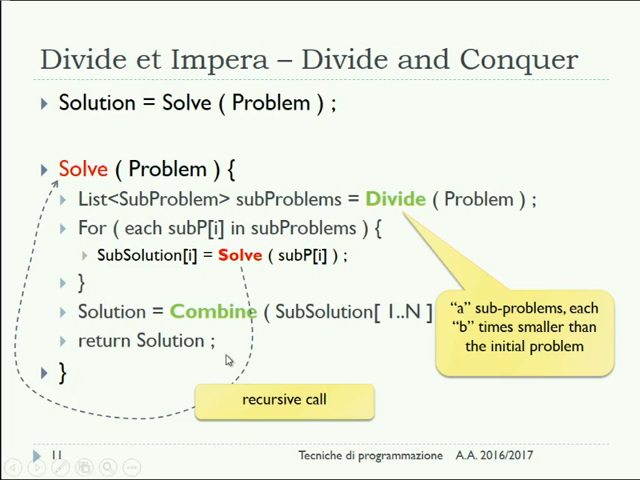 Divide et Impera – Divide and Conquer
Solution = Solve ( Problem ) ;
Solve ( Problem ) {
List<SubProblem> subProblems = Divide ( Problem ) ;
For ( each subP[i] in subProblems ) {
SubSolution[i] = Solve ( subP[i] ) ;
}
Solution = Combine ( SubSolution[ 1..N ]
return Solution ;
}
“a” sub-problems, each
“b” times smaller than
the initial problem
recursive call
11
Tecniche di programmazione A.A. 2016/2017